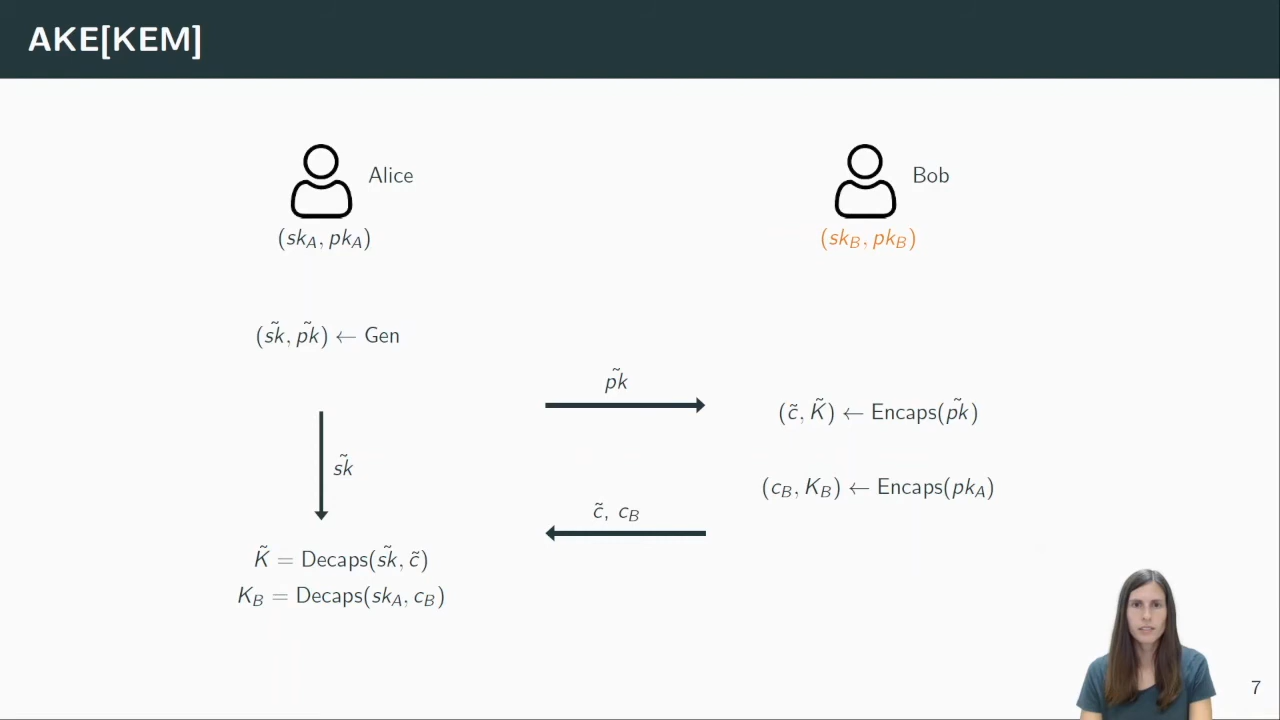 AKE[KEM]
Alice
Bob
(sk_A, pk_A)
(sk_B, pk_B)
(s̃k, p̃k) ← Gen
p̃k
(c̃, K̃) ← Encaps(p̃k)
s̃k
(c_B, K_B) ← Encaps(pk_A)
c̃, c_B
K̃ = Decaps(s̃k, c̃)
K_B = Decaps(sk_A, c_B)
7